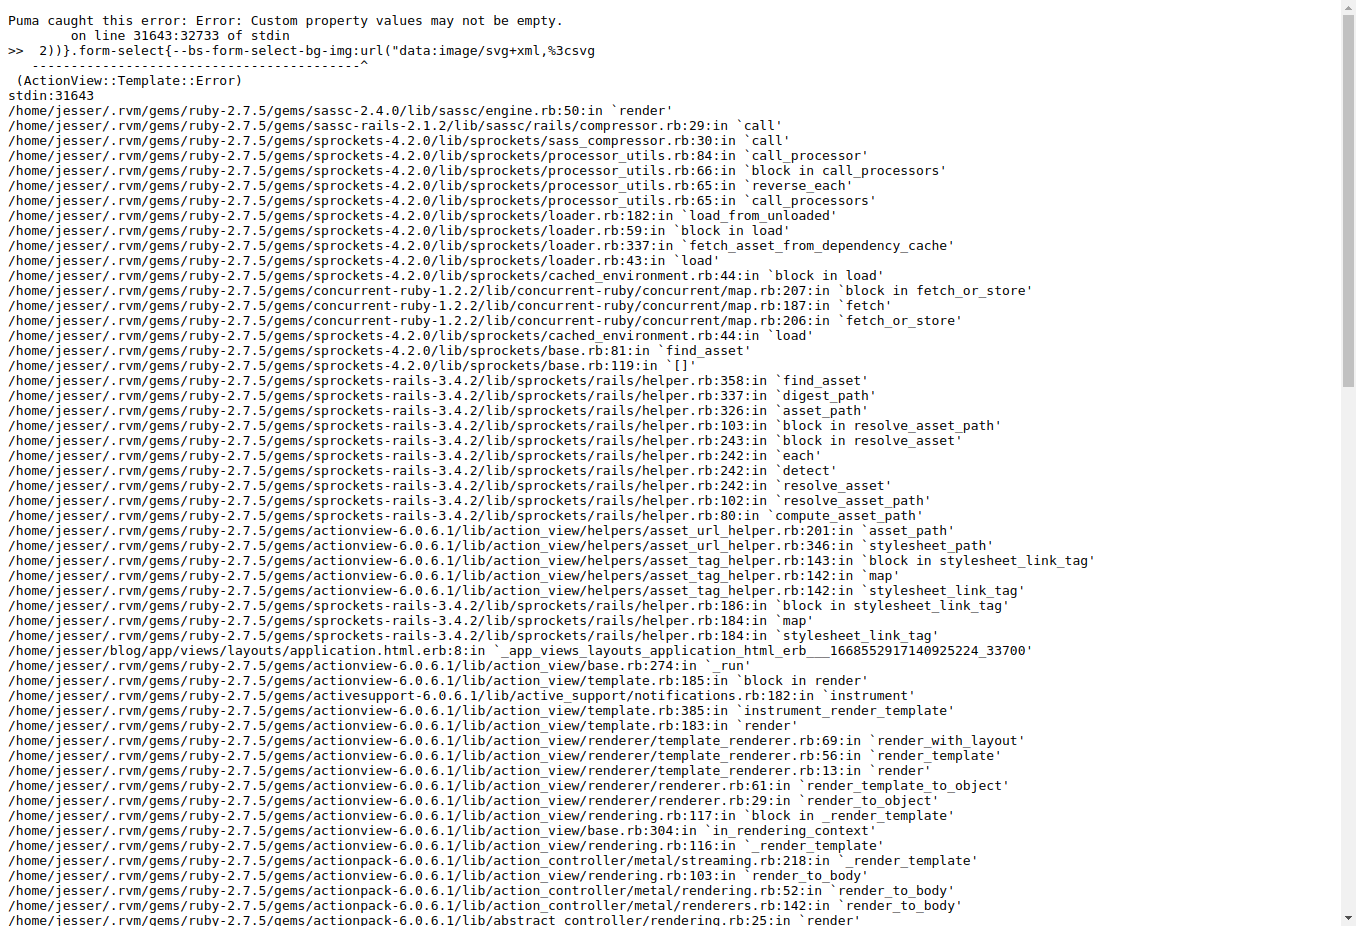 Puma caught this error: Error: Custom property values may not be empty.
        on line 31643:32733 of stdin
>>  2))}.form-select{--bs-form-select-bg-img:url("data:image/svg+xml,%3csvg
   ------------------------------------------^
 (ActionView::Template::Error)
stdin:31643
/home/jesser/.rvm/gems/ruby-2.7.5/gems/sassc-2.4.0/lib/sassc/engine.rb:50:in `render'
/home/jesser/.rvm/gems/ruby-2.7.5/gems/sassc-rails-2.1.2/lib/sassc/rails/compressor.rb:29:in `call'
/home/jesser/.rvm/gems/ruby-2.7.5/gems/sprockets-4.2.0/lib/sprockets/sass_compressor.rb:30:in `call'
/home/jesser/.rvm/gems/ruby-2.7.5/gems/sprockets-4.2.0/lib/sprockets/processor_utils.rb:84:in `call_processor'
/home/jesser/.rvm/gems/ruby-2.7.5/gems/sprockets-4.2.0/lib/sprockets/processor_utils.rb:66:in `block in call_processors'
/home/jesser/.rvm/gems/ruby-2.7.5/gems/sprockets-4.2.0/lib/sprockets/processor_utils.rb:65:in `reverse_each'
/home/jesser/.rvm/gems/ruby-2.7.5/gems/sprockets-4.2.0/lib/sprockets/processor_utils.rb:65:in `call_processors'
/home/jesser/.rvm/gems/ruby-2.7.5/gems/sprockets-4.2.0/lib/sprockets/loader.rb:182:in `load_from_unloaded'
/home/jesser/.rvm/gems/ruby-2.7.5/gems/sprockets-4.2.0/lib/sprockets/loader.rb:59:in `block in load'
/home/jesser/.rvm/gems/ruby-2.7.5/gems/sprockets-4.2.0/lib/sprockets/loader.rb:337:in `fetch_asset_from_dependency_cache'
/home/jesser/.rvm/gems/ruby-2.7.5/gems/sprockets-4.2.0/lib/sprockets/loader.rb:43:in `load'
/home/jesser/.rvm/gems/ruby-2.7.5/gems/sprockets-4.2.0/lib/sprockets/cached_environment.rb:44:in `block in load'
/home/jesser/.rvm/gems/ruby-2.7.5/gems/concurrent-ruby-1.2.2/lib/concurrent-ruby/concurrent/map.rb:207:in `block in fetch_or_store'
/home/jesser/.rvm/gems/ruby-2.7.5/gems/concurrent-ruby-1.2.2/lib/concurrent-ruby/concurrent/map.rb:187:in `fetch'
/home/jesser/.rvm/gems/ruby-2.7.5/gems/concurrent-ruby-1.2.2/lib/concurrent-ruby/concurrent/map.rb:206:in `fetch_or_store'
/home/jesser/.rvm/gems/ruby-2.7.5/gems/sprockets-4.2.0/lib/sprockets/cached_environment.rb:44:in `load'
/home/jesser/.rvm/gems/ruby-2.7.5/gems/sprockets-4.2.0/lib/sprockets/base.rb:81:in `find_asset'
/home/jesser/.rvm/gems/ruby-2.7.5/gems/sprockets-4.2.0/lib/sprockets/base.rb:119:in `[]'
/home/jesser/.rvm/gems/ruby-2.7.5/gems/sprockets-rails-3.4.2/lib/sprockets/rails/helper.rb:358:in `find_asset'
/home/jesser/.rvm/gems/ruby-2.7.5/gems/sprockets-rails-3.4.2/lib/sprockets/rails/helper.rb:337:in `digest_path'
/home/jesser/.rvm/gems/ruby-2.7.5/gems/sprockets-rails-3.4.2/lib/sprockets/rails/helper.rb:326:in `asset_path'
/home/jesser/.rvm/gems/ruby-2.7.5/gems/sprockets-rails-3.4.2/lib/sprockets/rails/helper.rb:103:in `block in resolve_asset_path'
/home/jesser/.rvm/gems/ruby-2.7.5/gems/sprockets-rails-3.4.2/lib/sprockets/rails/helper.rb:243:in `block in resolve_asset'
/home/jesser/.rvm/gems/ruby-2.7.5/gems/sprockets-rails-3.4.2/lib/sprockets/rails/helper.rb:242:in `each'
/home/jesser/.rvm/gems/ruby-2.7.5/gems/sprockets-rails-3.4.2/lib/sprockets/rails/helper.rb:242:in `detect'
/home/jesser/.rvm/gems/ruby-2.7.5/gems/sprockets-rails-3.4.2/lib/sprockets/rails/helper.rb:242:in `resolve_asset'
/home/jesser/.rvm/gems/ruby-2.7.5/gems/sprockets-rails-3.4.2/lib/sprockets/rails/helper.rb:102:in `resolve_asset_path'
/home/jesser/.rvm/gems/ruby-2.7.5/gems/sprockets-rails-3.4.2/lib/sprockets/rails/helper.rb:80:in `compute_asset_path'
/home/jesser/.rvm/gems/ruby-2.7.5/gems/actionview-6.0.6.1/lib/action_view/helpers/asset_url_helper.rb:201:in `asset_path'
/home/jesser/.rvm/gems/ruby-2.7.5/gems/actionview-6.0.6.1/lib/action_view/helpers/asset_url_helper.rb:346:in `stylesheet_path'
/home/jesser/.rvm/gems/ruby-2.7.5/gems/actionview-6.0.6.1/lib/action_view/helpers/asset_tag_helper.rb:143:in `block in stylesheet_link_tag'
/home/jesser/.rvm/gems/ruby-2.7.5/gems/actionview-6.0.6.1/lib/action_view/helpers/asset_tag_helper.rb:142:in `map'
/home/jesser/.rvm/gems/ruby-2.7.5/gems/actionview-6.0.6.1/lib/action_view/helpers/asset_tag_helper.rb:142:in `stylesheet_link_tag'
/home/jesser/.rvm/gems/ruby-2.7.5/gems/sprockets-rails-3.4.2/lib/sprockets/rails/helper.rb:186:in `block in stylesheet_link_tag'
/home/jesser/.rvm/gems/ruby-2.7.5/gems/sprockets-rails-3.4.2/lib/sprockets/rails/helper.rb:184:in `map'
/home/jesser/.rvm/gems/ruby-2.7.5/gems/sprockets-rails-3.4.2/lib/sprockets/rails/helper.rb:184:in `stylesheet_link_tag'
/home/jesser/blog/app/views/layouts/application.html.erb:8:in `_app_views_layouts_application_html_erb___1668552917140925224_33700'
/home/jesser/.rvm/gems/ruby-2.7.5/gems/actionview-6.0.6.1/lib/action_view/base.rb:274:in `_run'
/home/jesser/.rvm/gems/ruby-2.7.5/gems/actionview-6.0.6.1/lib/action_view/template.rb:185:in `block in render'
/home/jesser/.rvm/gems/ruby-2.7.5/gems/activesupport-6.0.6.1/lib/active_support/notifications.rb:182:in `instrument'
/home/jesser/.rvm/gems/ruby-2.7.5/gems/actionview-6.0.6.1/lib/action_view/template.rb:385:in `instrument_render_template'
/home/jesser/.rvm/gems/ruby-2.7.5/gems/actionview-6.0.6.1/lib/action_view/template.rb:183:in `render'
/home/jesser/.rvm/gems/ruby-2.7.5/gems/actionview-6.0.6.1/lib/action_view/renderer/template_renderer.rb:69:in `render_with_layout'
/home/jesser/.rvm/gems/ruby-2.7.5/gems/actionview-6.0.6.1/lib/action_view/renderer/template_renderer.rb:56:in `render_template'
/home/jesser/.rvm/gems/ruby-2.7.5/gems/actionview-6.0.6.1/lib/action_view/renderer/template_renderer.rb:13:in `render'
/home/jesser/.rvm/gems/ruby-2.7.5/gems/actionview-6.0.6.1/lib/action_view/renderer/renderer.rb:61:in `render_template_to_object'
/home/jesser/.rvm/gems/ruby-2.7.5/gems/actionview-6.0.6.1/lib/action_view/renderer/renderer.rb:29:in `render_to_object'
/home/jesser/.rvm/gems/ruby-2.7.5/gems/actionview-6.0.6.1/lib/action_view/rendering.rb:117:in `block in _render_template'
/home/jesser/.rvm/gems/ruby-2.7.5/gems/actionview-6.0.6.1/lib/action_view/base.rb:304:in `in_rendering_context'
/home/jesser/.rvm/gems/ruby-2.7.5/gems/actionview-6.0.6.1/lib/action_view/rendering.rb:116:in `_render_template'
/home/jesser/.rvm/gems/ruby-2.7.5/gems/actionpack-6.0.6.1/lib/action_controller/metal/streaming.rb:218:in `_render_template'
/home/jesser/.rvm/gems/ruby-2.7.5/gems/actionview-6.0.6.1/lib/action_view/rendering.rb:103:in `render_to_body'
/home/jesser/.rvm/gems/ruby-2.7.5/gems/actionpack-6.0.6.1/lib/action_controller/metal/rendering.rb:52:in `render_to_body'
/home/jesser/.rvm/gems/ruby-2.7.5/gems/actionpack-6.0.6.1/lib/action_controller/metal/renderers.rb:142:in `render_to_body'
/home/jesser/.rvm/gems/ruby-2.7.5/gems/actionpack-6.0.6.1/lib/abstract_controller/rendering.rb:25:in `render'